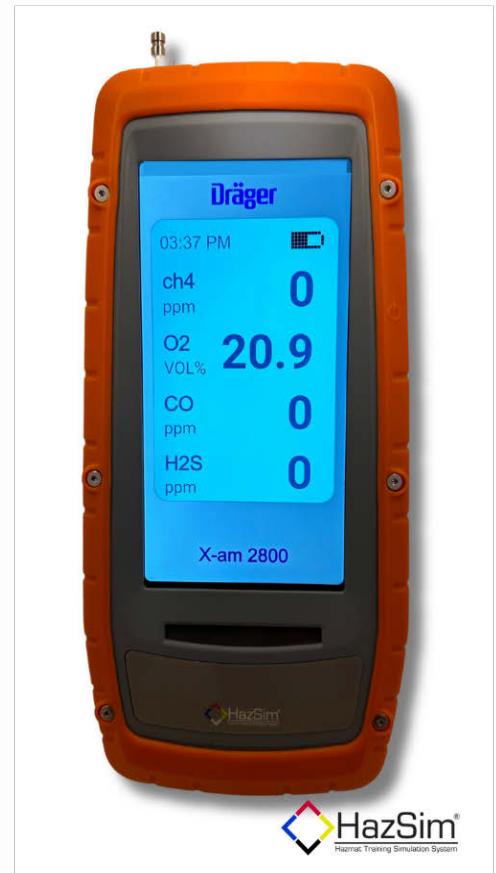 Dräger
03:37 PM
ch4 0
ppm
O2 20.9
VOL%
CO 0
ppm
H2S 0
ppm
X-am 2800
HazSim
HazSim®
Hazmat Training Simulation System